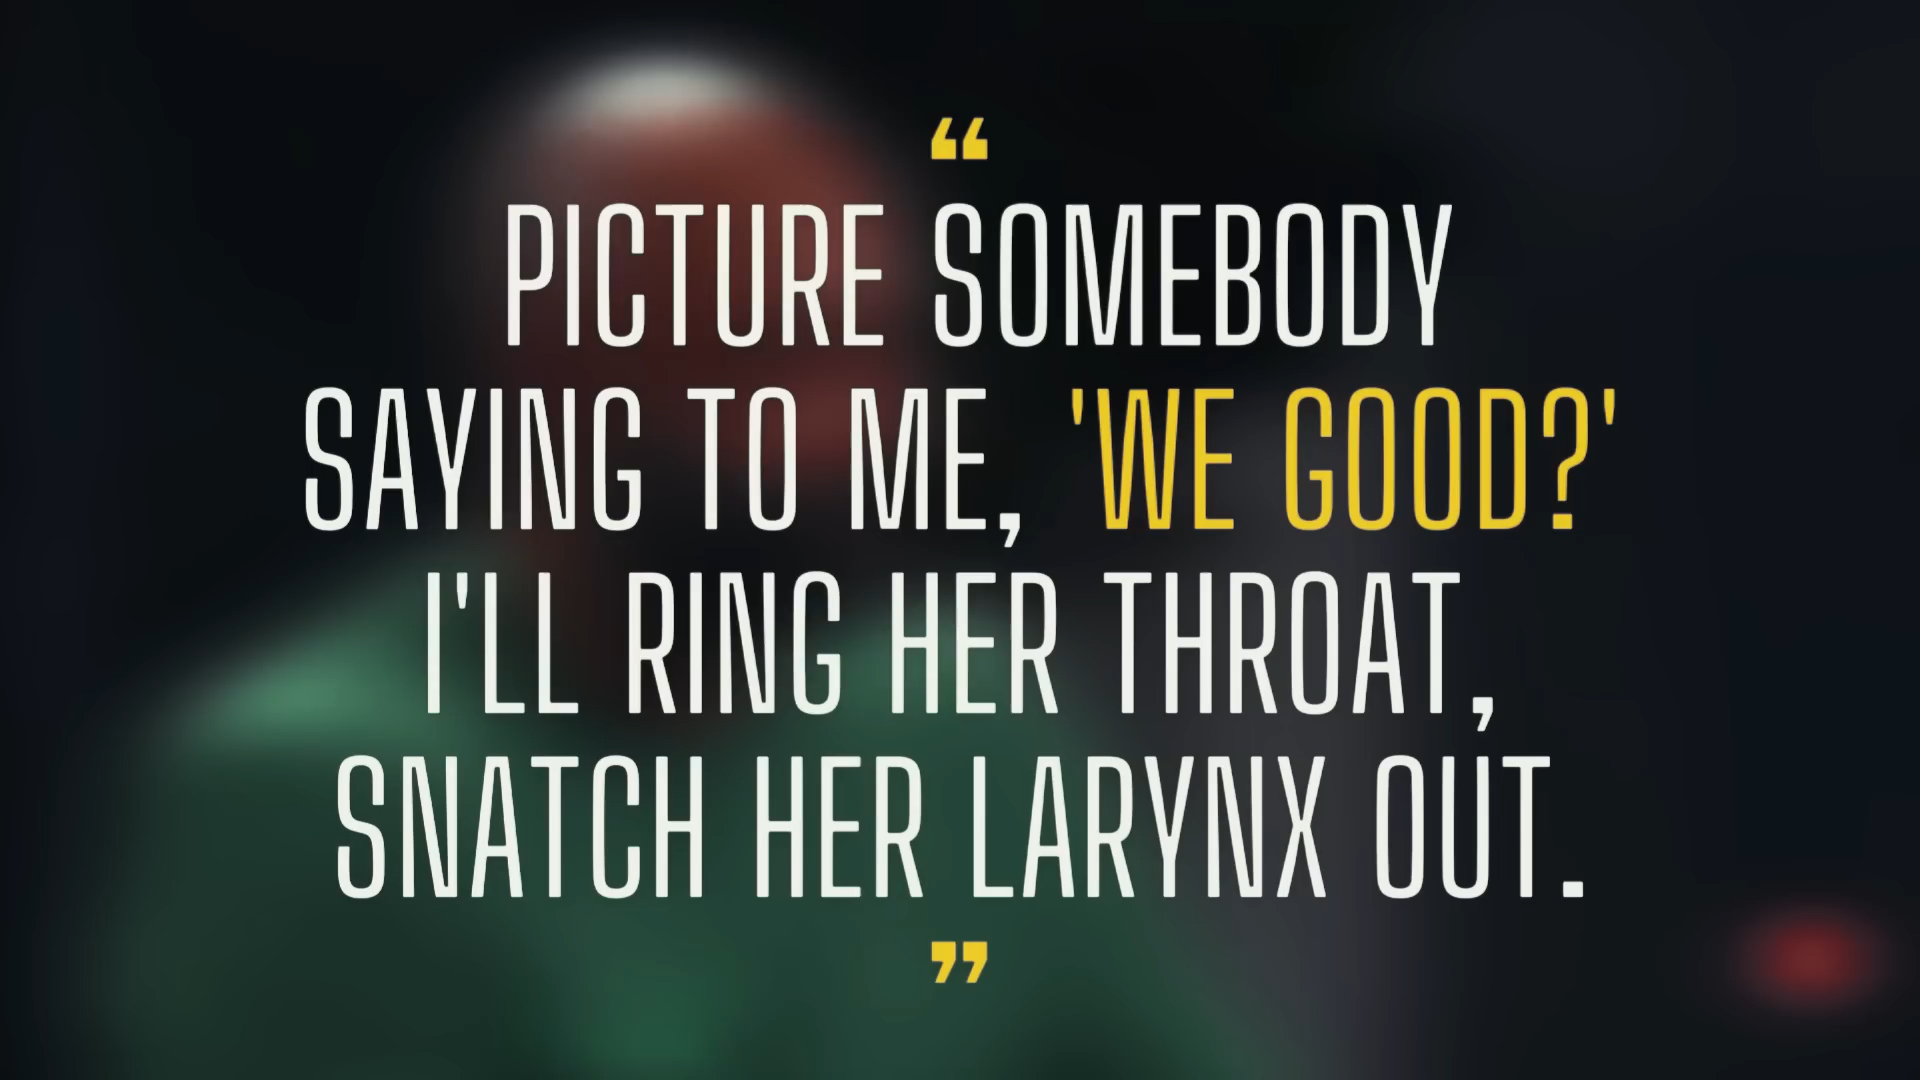 “
PICTURE SOMEBODY
SAYING TO ME, 'WE GOOD?'
I'LL RING HER THROAT,
SNATCH HER LARYNX OUT.
”